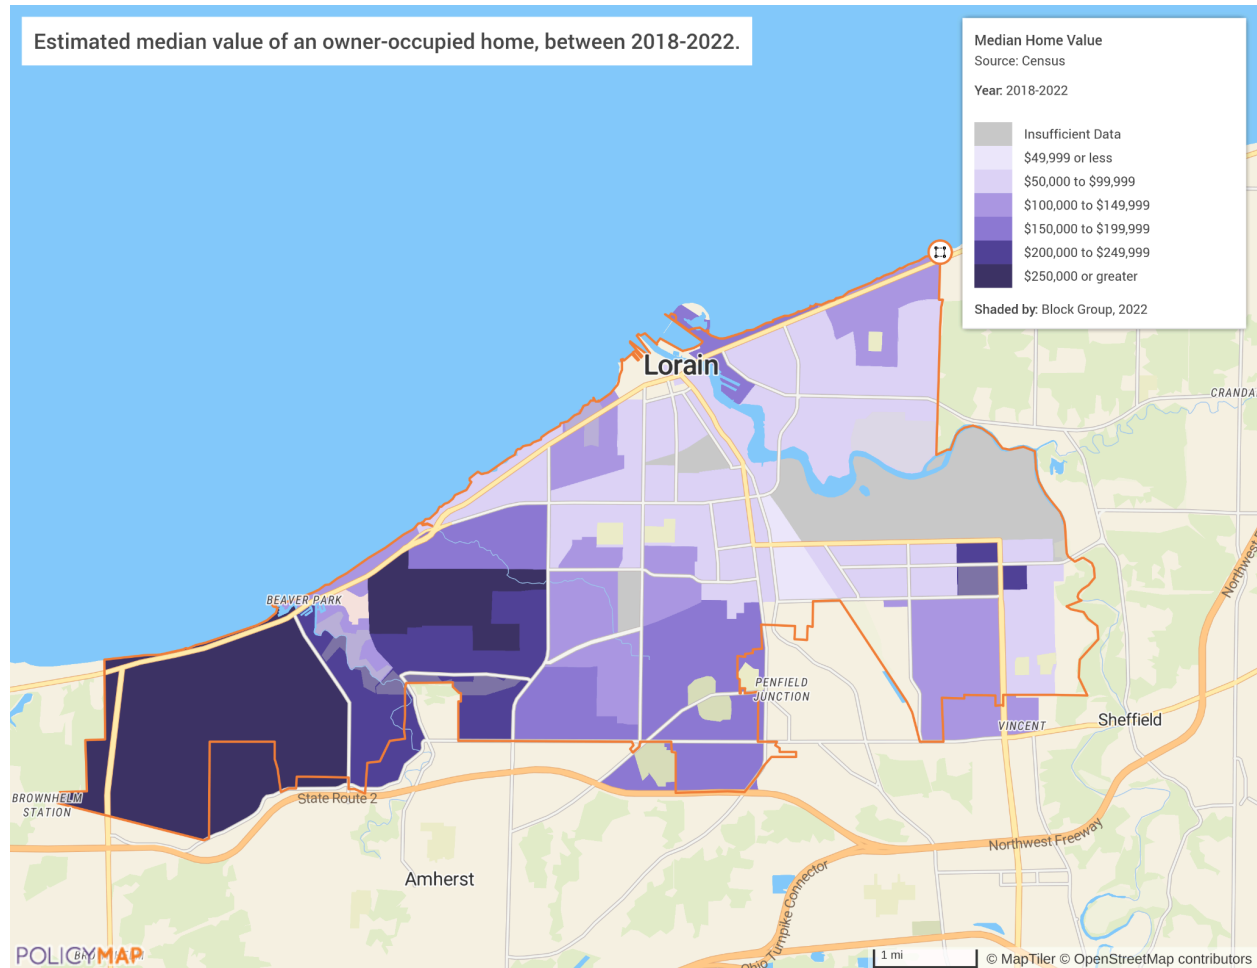 Estimated median value of an owner-occupied home, between 2018-2022.
Median Home Value
Source: Census
Year: 2018-2022
Insufficient Data
$49,999 or less
$50,000 to $99,999
$100,000 to $149,999
$150,000 to $199,999
$200,000 to $249,999
$250,000 or greater
Shaded by: Block Group, 2022
Lorain
BEAVER PARK
PENFIELD
JUNCTION
VINCENT
Sheffield
BROWNHELM
STATION
State Route 2
Northwest Freeway
Amherst
Ohio Turnpike Connector
POLICYMAP
1 mi
© MapTiler © OpenStreetMap contributors